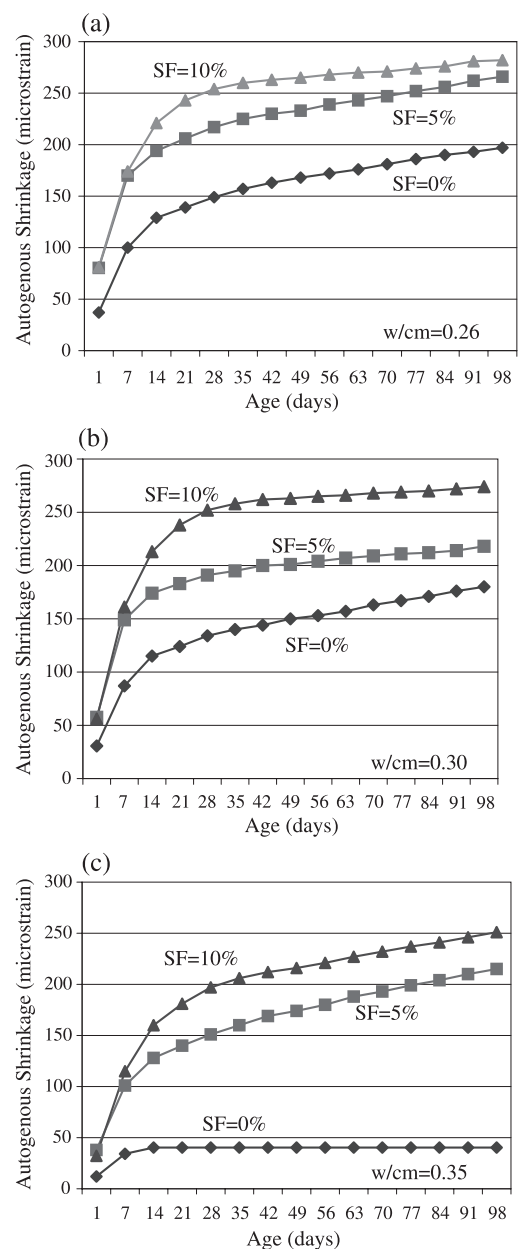 (a)
300
SF=10%
250
SF=5%
200
SF=0%
150
100
50
w/cm=0.26
0
1 7 14 21 28 35 42 49 56 63 70 77 84 91 98
Age (days)
Autogenous Shrinkage (microstrain)
(b)
300
SF=10%
250
SF=5%
200
150
SF=0%
100
50
w/cm=0.30
0
1 7 14 21 28 35 42 49 56 63 70 77 84 91 98
Age (days)
Autogenous Shrinkage (microstrain)
(c)
300
250
SF=10%
200
SF=5%
150
100
SF=0%
50
w/cm=0.35
0
1 7 14 21 28 35 42 49 56 63 70 77 84 91 98
Age (days)
Autogenous Shrinkage (microstrain)